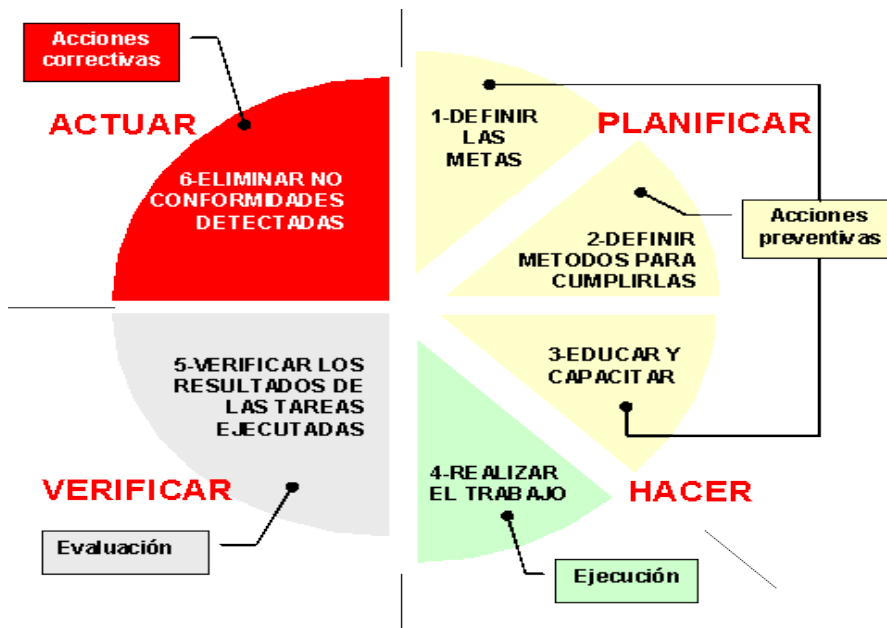 Acciones
correctivas
ACTUAR
6-ELIMINAR NO
CONFORMIDADES
DETECTADAS
1-DEFINIR
LAS
METAS
PLANIFICAR
2-DEFINIR
METODOS PARA
CUMPLIRLAS
Acciones
preventivas
3-EDUCAR Y
CAPACITAR
HACER
4-REALIZAR
EL TRABAJO
Ejecución
5-VERIFICAR LOS
RESULTADOS DE
LAS TAREAS
EJECUTADAS
VERIFICAR
Evaluación